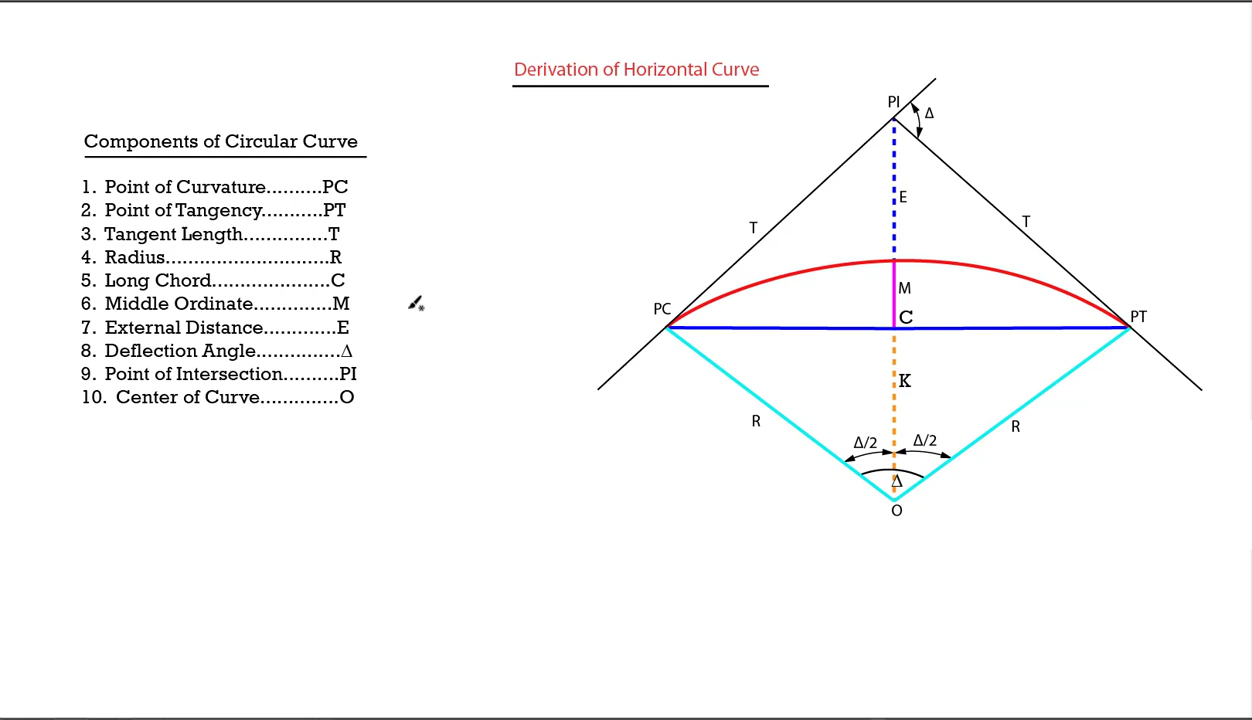 Derivation of Horizontal Curve
Components of Circular Curve
1. Point of Curvature..........PC
2. Point of Tangency...........PT
3. Tangent Length...............T
4. Radius.............................R
5. Long Chord.....................C
6. Middle Ordinate..............M
7. External Distance.............E
8. Deflection Angle...............Δ
9. Point of Intersection..........PI
10. Center of Curve..............O
PI
Δ
E
T
T
M
PC
C
PT
K
R
R
Δ/2
Δ/2
Δ
O